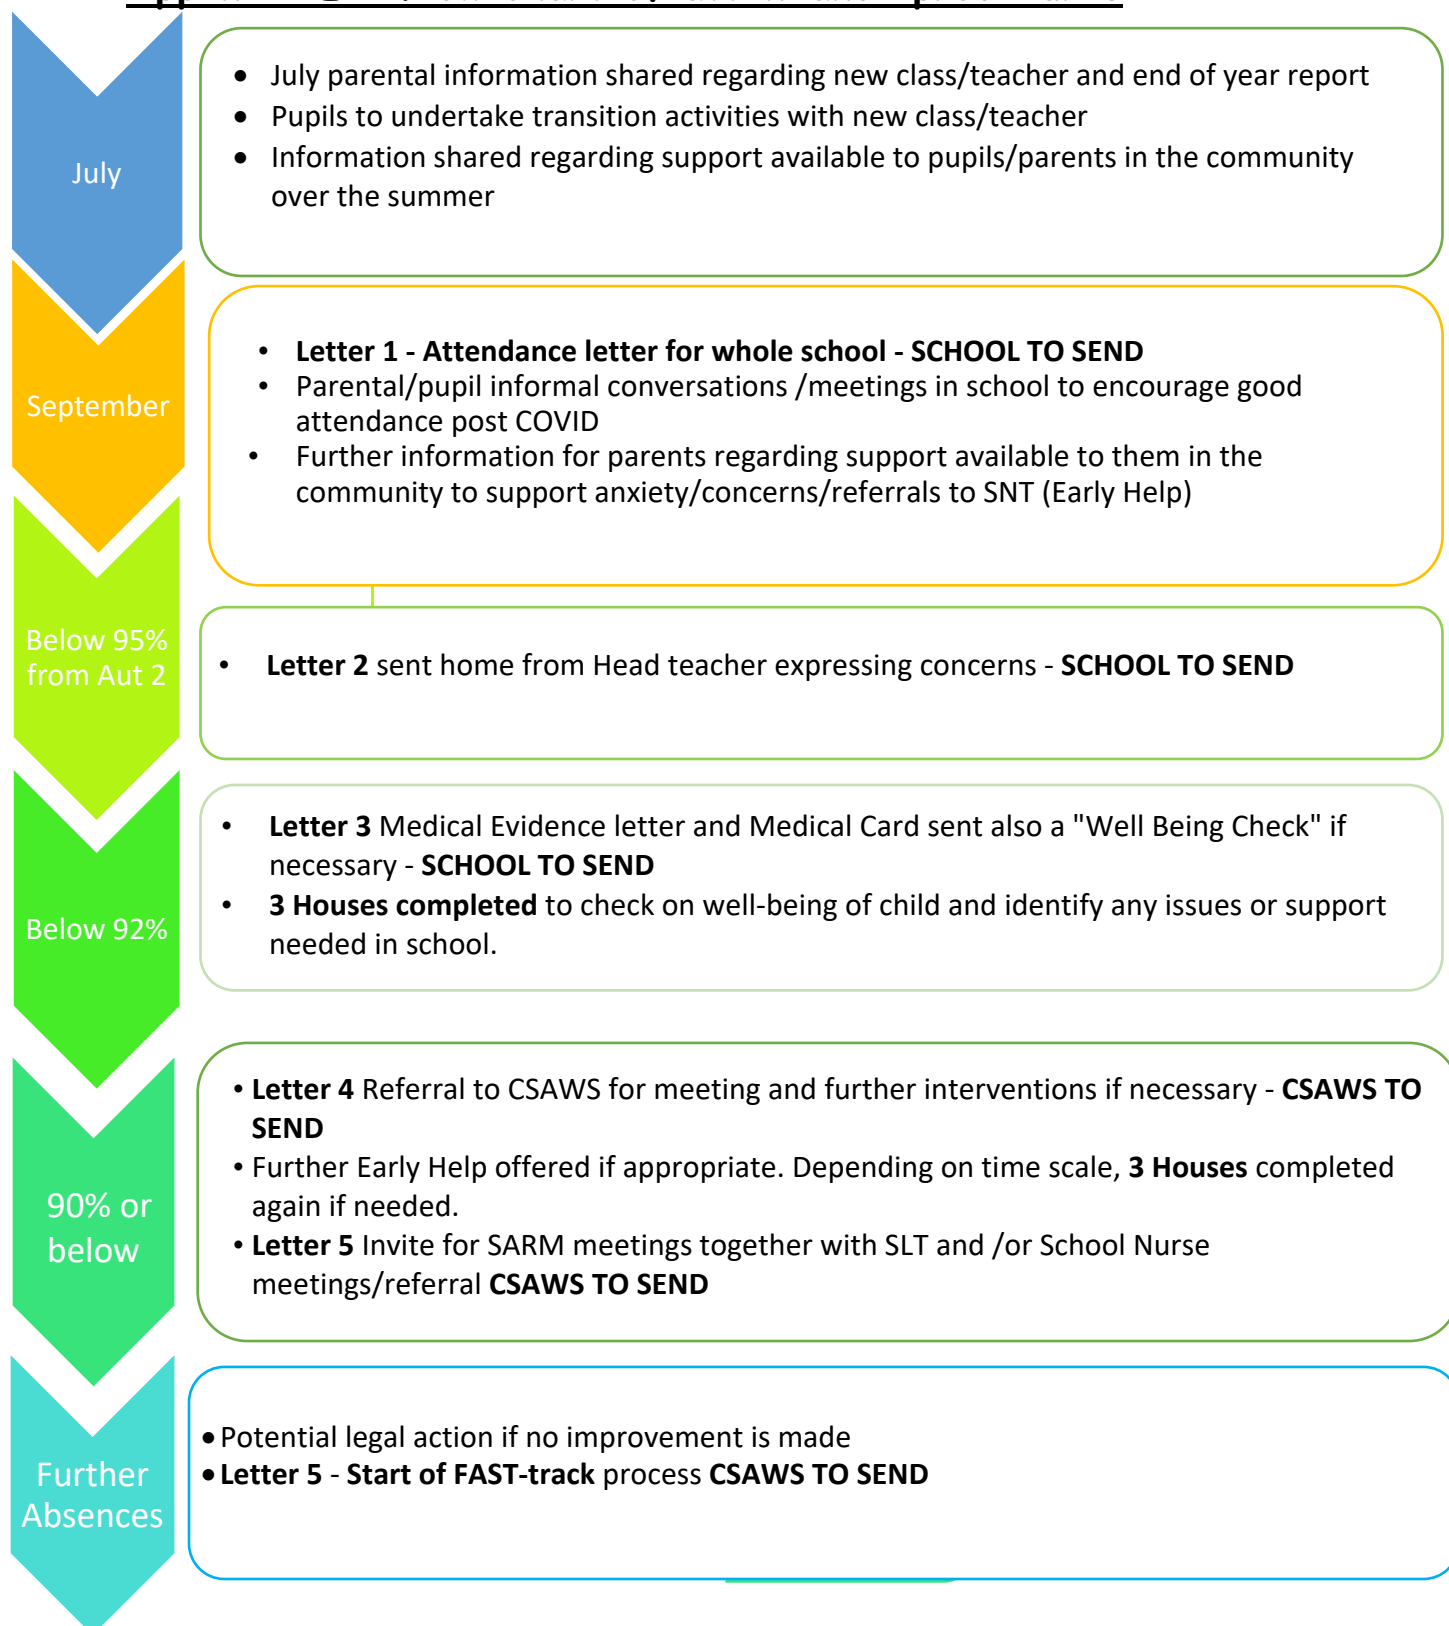 July
• July parental information shared regarding new class/teacher and end of year report
• Pupils to undertake transition activities with new class/teacher
• Information shared regarding support available to pupils/parents in the community
over the summer
September
• Letter 1 - Attendance letter for whole school - SCHOOL TO SEND
• Parental/pupil informal conversations /meetings in school to encourage good
attendance post COVID
• Further information for parents regarding support available to them in the
community to support anxiety/concerns/referrals to SNT (Early Help)
Below 95%
from Aut 2
• Letter 2 sent home from Head teacher expressing concerns - SCHOOL TO SEND
Below 92%
• Letter 3 Medical Evidence letter and Medical Card sent also a "Well Being Check" if
necessary - SCHOOL TO SEND
• 3 Houses completed to check on well-being of child and identify any issues or support
needed in school.
90% or
below
• Letter 4 Referral to CSAWS for meeting and further interventions if necessary - CSAWS TO
SEND
• Further Early Help offered if appropriate. Depending on time scale, 3 Houses completed
again if needed.
• Letter 5 Invite for SARM meetings together with SLT and /or School Nurse
meetings/referral CSAWS TO SEND
Further
Absences
• Potential legal action if no improvement is made
• Letter 5 - Start of FAST-track process CSAWS TO SEND